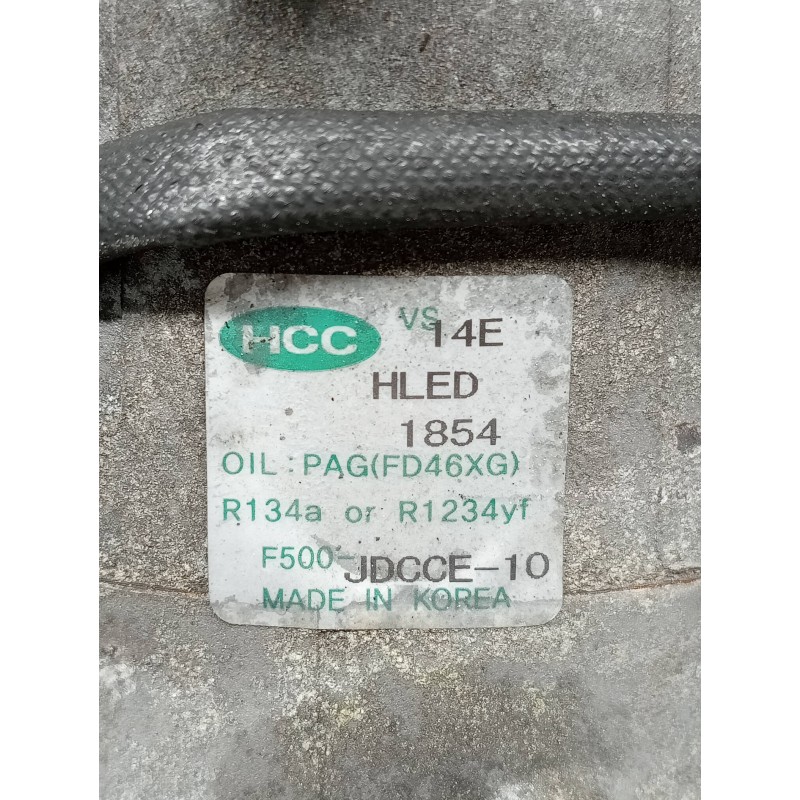 HCC VS 14E
HLED
1854
OIL : PAG(FD46XG)
R134a or R1234yf
F500-JDCCE-10
MADE IN KOREA